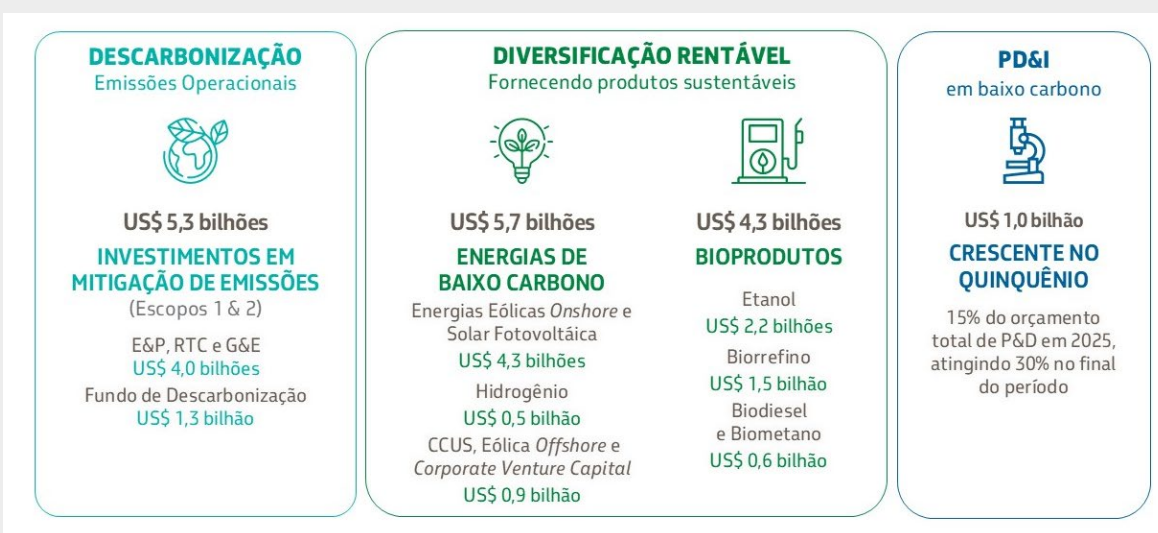 DESCARBONIZAÇÃO
Emissões Operacionais
US$ 5,3 bilhões
INVESTIMENTOS EM
MITIGAÇÃO DE EMISSÕES
(Escopos 1 & 2)
E&P, RTC e G&E
US$ 4,0 bilhões
Fundo de Descarbonização
US$ 1,3 bilhão
DIVERSIFICAÇÃO RENTÁVEL
Fornecendo produtos sustentáveis
US$ 5,7 bilhões
ENERGIAS DE
BAIXO CARBONO
Energias Eólicas Onshore e
Solar Fotovoltáica
US$ 4,3 bilhões
Hidrogênio
US$ 0,5 bilhão
CCUS, Eólica Offshore e
Corporate Venture Capital
US$ 0,9 bilhão
US$ 4,3 bilhões
BIOPRODUTOS
Etanol
US$ 2,2 bilhões
Biorrefino
US$ 1,5 bilhão
Biodiesel
e Biometano
US$ 0,6 bilhão
PD&I
em baixo carbono
US$ 1,0 bilhão
CRESCENTE NO
QUINQUÊNIO
15% do orçamento
total de P&D em 2025,
atingindo 30% no final
do período